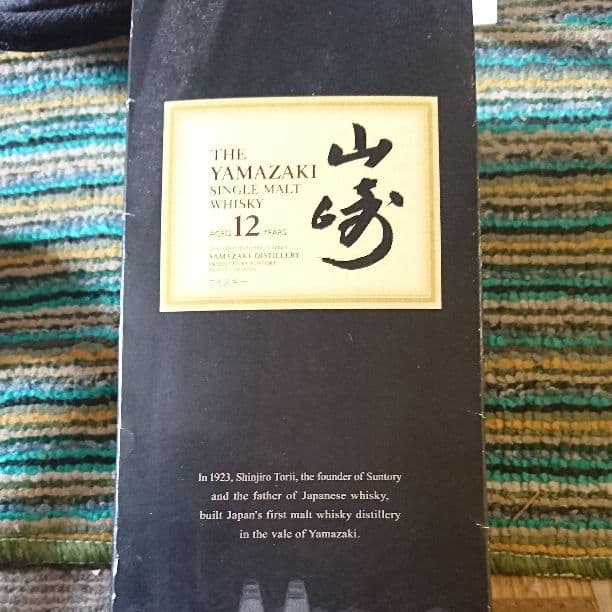 THE
YAMAZAKI
SINGLE MALT
WHISKY
AGED 12 YEARS
YAMAZAKI DISTILLERY
ウイスキー
山崎
In 1923, Shinjiro Torii, the founder of Suntory
and the father of Japanese whisky,
built Japan's first malt whisky distillery
in the vale of Yamazaki.